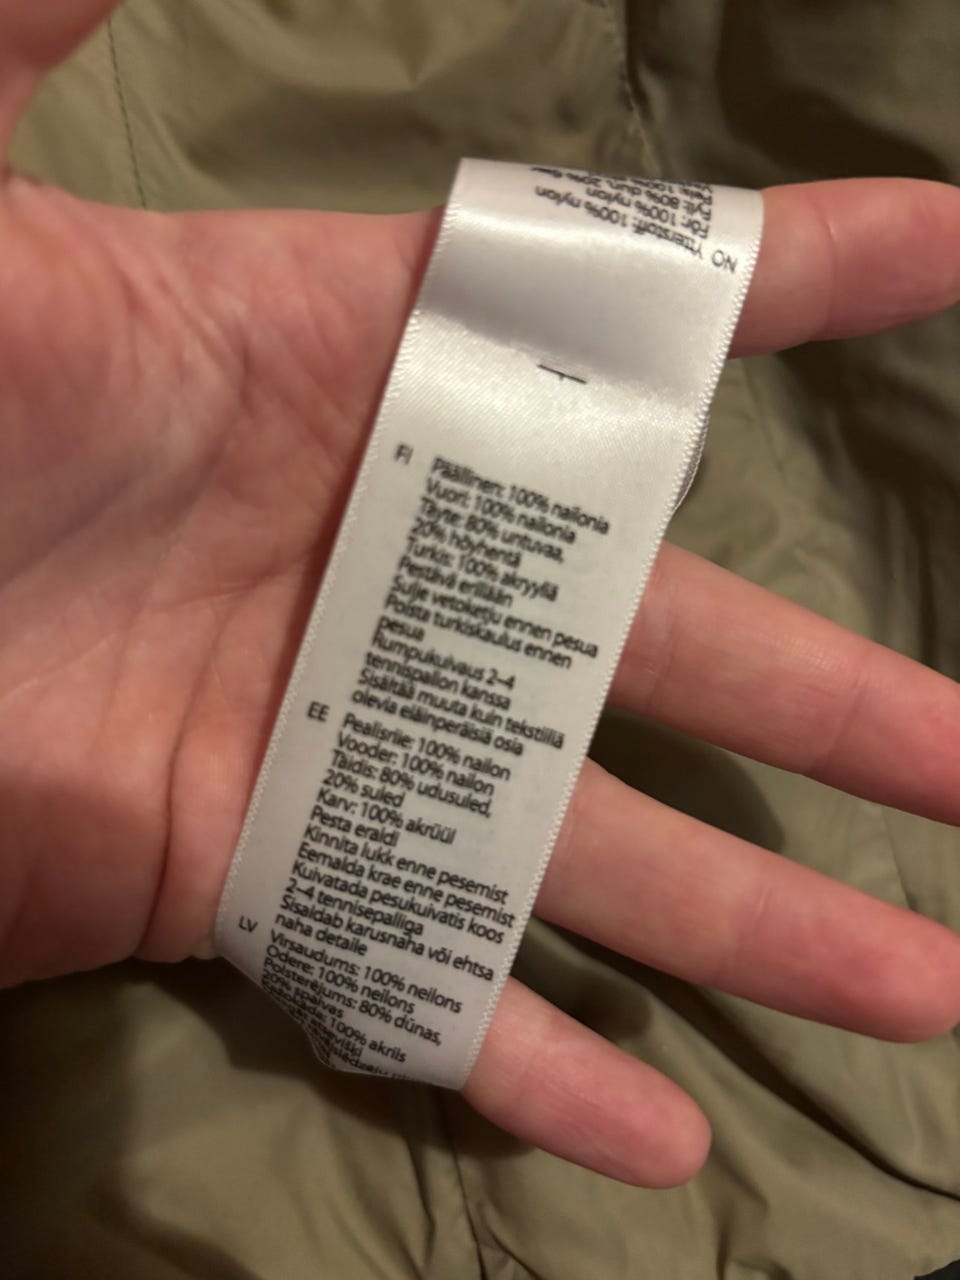 NO Ytterstoff: 100% nylon
Fôr: 100% nylon
Fyll: 80% dun, 20%
100%
FI Päällinen: 100% nailonia
Vuori: 100% nailonia
Täyte: 80% untuvaa,
20% höyhentä
Turkis: 100% akryyliä
Pestävä erillään
Sulje vetoketju ennen pesua
Poista turkiskaulus ennen
pesua
Rumpukuivaus 2–4
tennispallon kanssa
Sisältää muuta kuin tekstiiliä
olevia eläinperäisiä osia
EE Pealisriie: 100% nailon
Vooder: 100% nailon
Täidis: 80% udusuled,
20% suled
Karv: 100% akrüül
Pesta eraldi
Kinnita lukk enne pesemist
Eemalda krae enne pesemist
Kuivatada pesukuivatis koos
2–4 tennisepalliga
Sisaldab karusnaha või ehtsa
naha detaile
LV Virsaudums: 100% neilons
Odere: 100% neilons
Polsterējums: 80% dūnas,
20% spalvas
100% akrils
atsevišķi